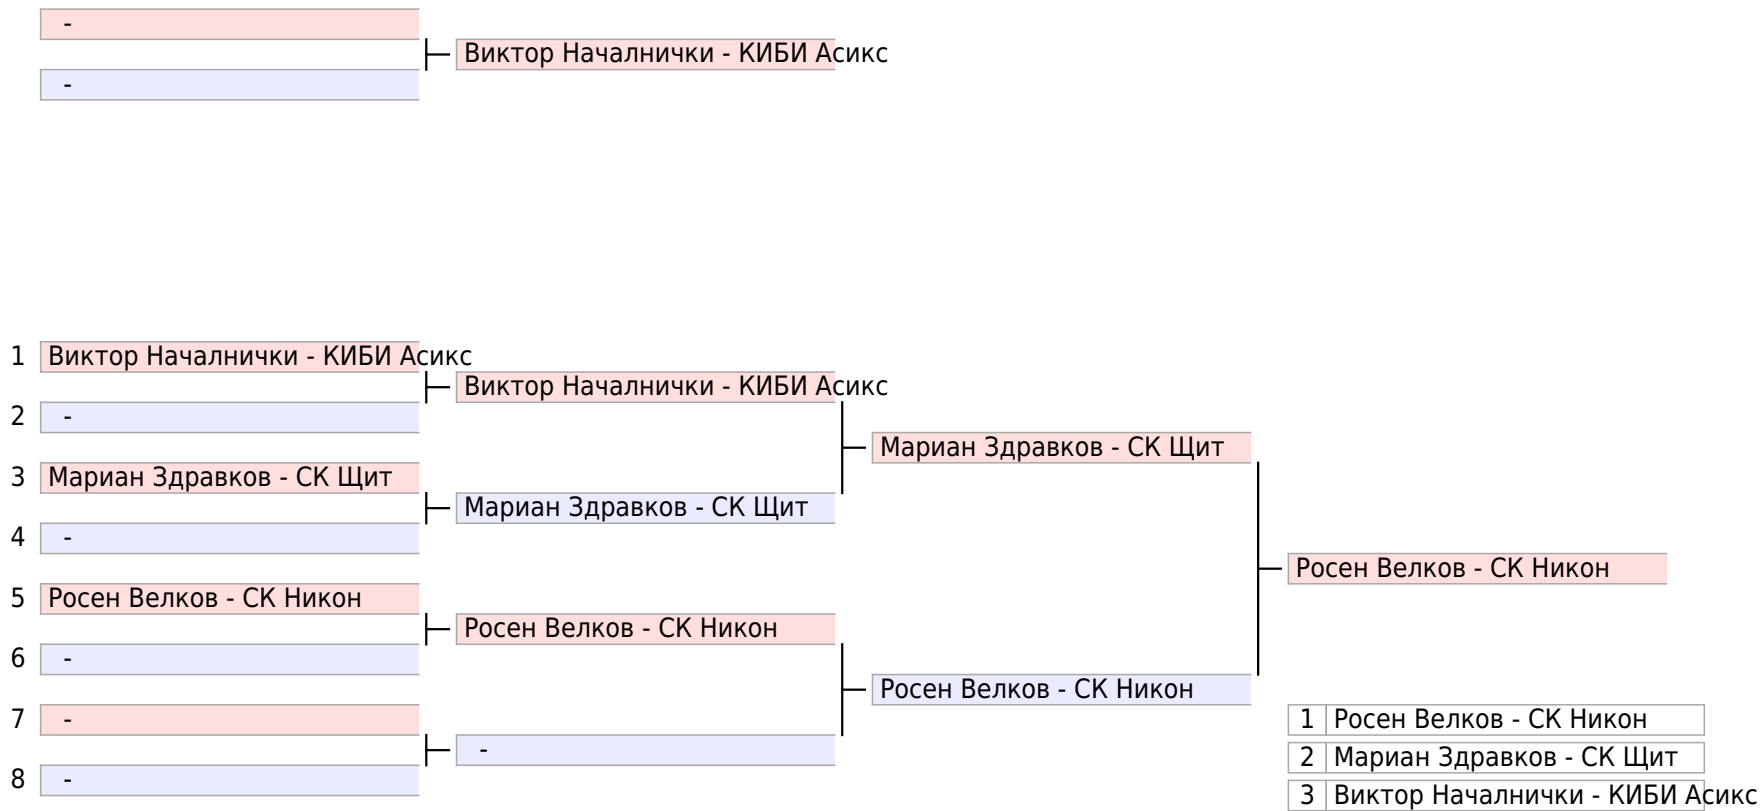 -
Виктор Началнички - КИБИ Асикс
-
1 Виктор Началнички - КИБИ Асикс
Виктор Началнички - КИБИ Асикс
2 -
Мариан Здравков - СК Щит
3 Мариан Здравков - СК Щит
Мариан Здравков - СК Щит
4 -
Росен Велков - СК Никон
5 Росен Велков - СК Никон
Росен Велков - СК Никон
6 -
Росен Велков - СК Никон
7 -
-
8 -
1 Росен Велков - СК Никон
2 Мариан Здравков - СК Щит
3 Виктор Началнички - КИБИ Асикс